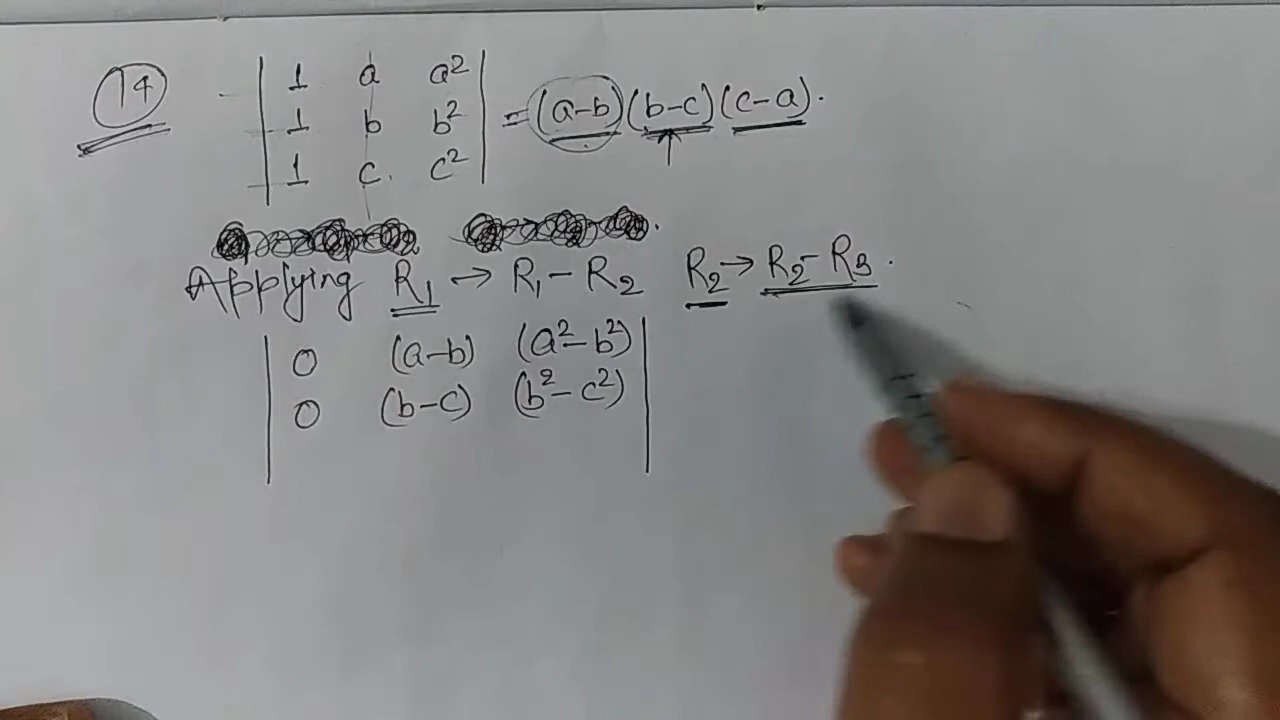 14
1 a a²
1 b b² = (a-b)(b-c)(c-a).
1 c. c²
Applying R₁ → R₁ - R₂ R₂ → R₂ - R₃.
0 (a-b) (a²-b²)
0 (b-c) (b²-c²)